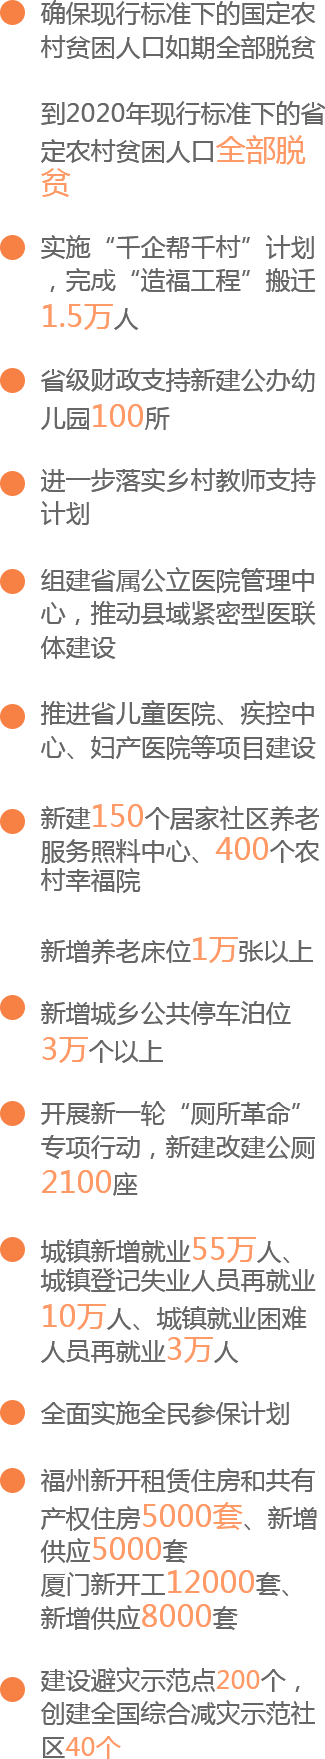 确保现行标准下的国定农
村贫困人口如期全部脱贫
到2020年现行标准下的省
定农村贫困人口全部脱
贫
实施“千企帮千村”计划
，完成“造福工程”搬迁
1.5万人
省级财政支持新建公办幼
儿园100所
进一步落实乡村教师支持
计划
组建省属公立医院管理中
心，推动县域紧密型医联
体建设
推进省儿童医院、疾控中
心、妇产医院等项目建设
新建150个居家社区养老
服务照料中心、400个农
村幸福院
新增养老床位1万张以上
新增城乡公共停车泊位
3万个以上
开展新一轮“厕所革命”
专项行动，新建改建公厕
2100座
城镇新增就业55万人、
城镇登记失业人员再就业
10万人、城镇就业困难
人员再就业3万人
全面实施全民参保计划
福州新开租赁住房和共有
产权住房5000套、新增
供应5000套
厦门新开工12000套、
新增供应8000套
建设避灾示范点200个，
创建全国综合减灾示范社
区40个